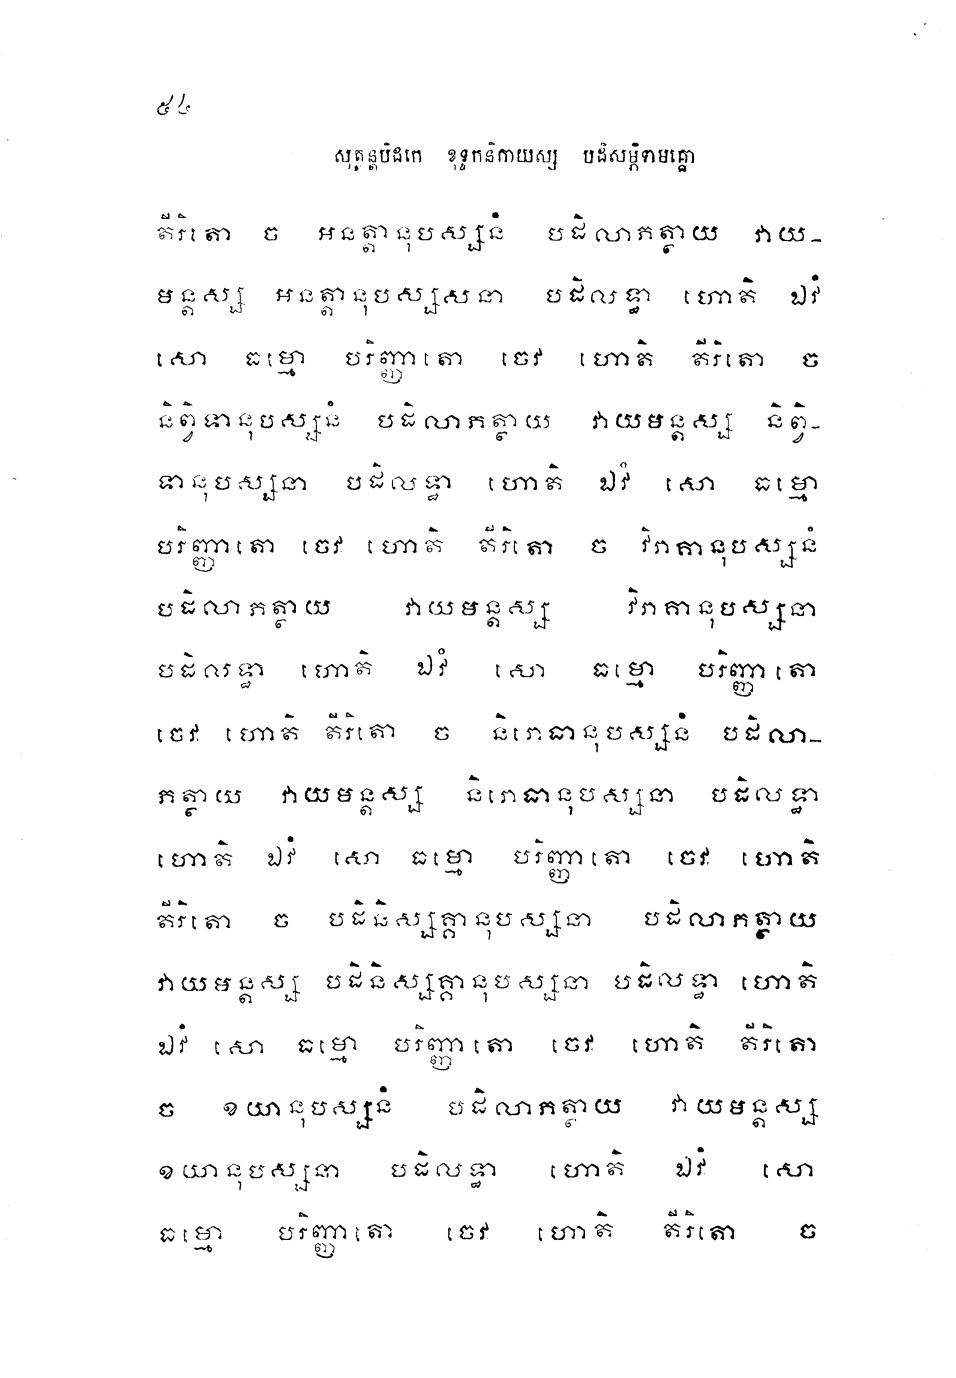 ៥៤
សុត្តន្តបិដកេ ខុទ្ទកនិកាយស្ស បដិសម្ភិទាមគ្គោ
តីរិតោ ច អនត្តានុបស្សនំ បដិលាភត្ថាយ វាយ-
មន្តស្ស អនត្តានុបស្សសនា បដិលទ្ធា ហោតិ ឯវំ
សោ ធម្មោ បរិញ្ញាតោ ចេវ ហោតិ តីរិតោ ច
និព្វិទានុបស្សនំ បដិលាភត្ថាយ វាយមន្តស្ស និព្វិ-
ទានុបស្សនា បដិលទ្ធា ហោតិ ឯវំ សោ ធម្មោ
បរិញ្ញាតោ ចេវ ហោតិ តីរិតោ ច វិរាគានុបស្សនំ
បដិលាភត្ថាយ វាយមន្តស្ស វិរាគានុបស្សនា
បដិលទ្ធា ហោតិ ឯវំ សោ ធម្មោ បរិញ្ញាតោ
ចេវ ហោតិ តីរិតោ ច និរោធានុបស្សនំ បដិលា-
ភត្ថាយ វាយមន្តស្ស និរោធានុបស្សនា បដិលទ្ធា
ហោតិ ឯវំ សោ ធម្មោ បរិញ្ញាតោ ចេវ ហោតិ
តីរិតោ ច បដិនិស្សគ្គានុបស្សនា បដិលាភត្ថាយ
វាយមន្តស្ស បដិនិស្សគ្គានុបស្សនា បដិលទ្ធា ហោតិ
ឯវំ សោ ធម្មោ បរិញ្ញាតោ ចេវ ហោតិ តីរិតោ
ច ខយានុបស្សនំ បដិលាភត្ថាយ វាយមន្តស្ស
ខយានុបស្សនា បដិលទ្ធា ហោតិ ឯវំ សោ
ធម្មោ បរិញ្ញាតោ ចេវ ហោតិ តីរិតោ ច